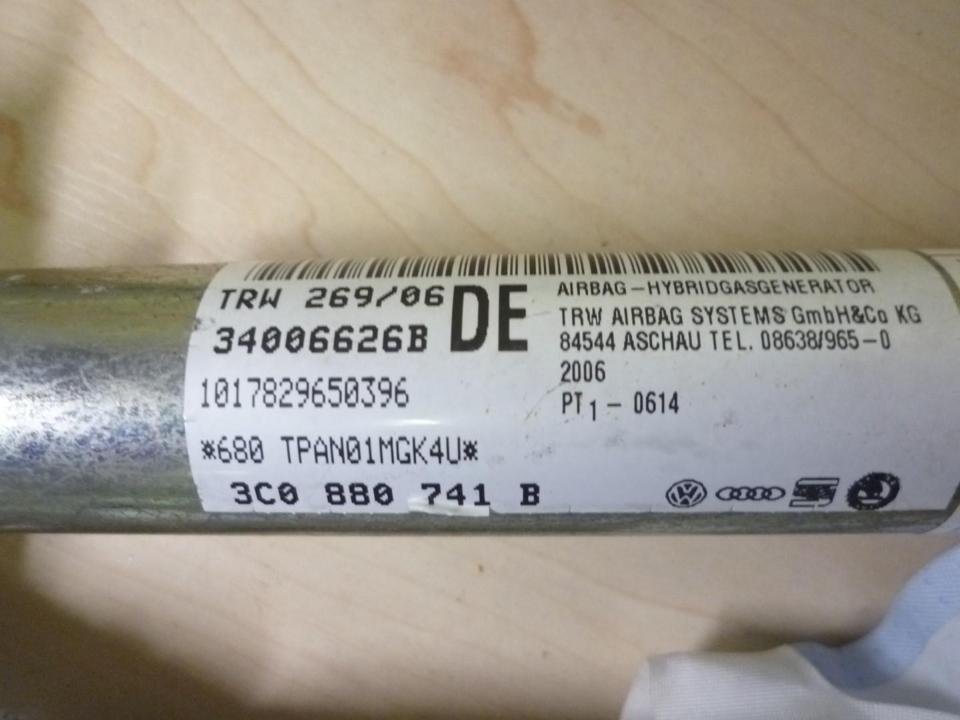 TRW 269/06
34006626B
DE
1017829650396
*680 TPAN01MGK4U*
3C0 880 741 B
AIRBAG-HYBRIDGASGENERATOR
TRW AIRBAG SYSTEMS GmbH&Co KG
84544 ASCHAU TEL. 08638/965-0
2006
PT1 - 0614